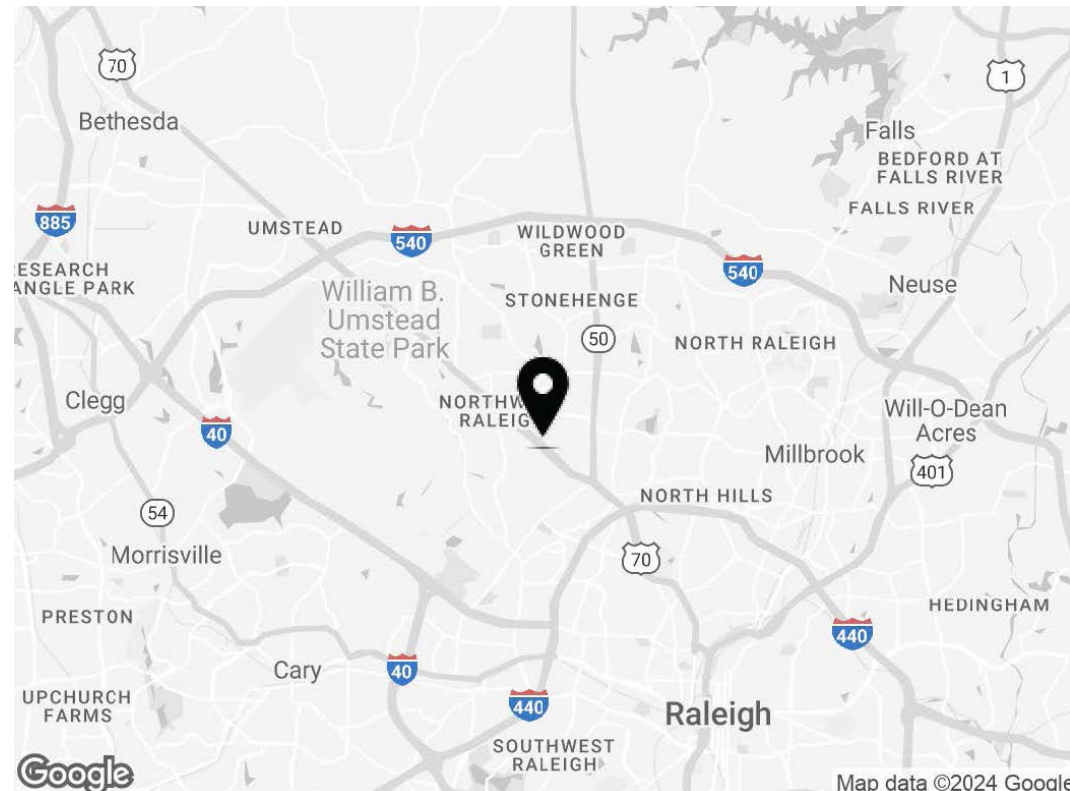 70
1
Bethesda
Falls
BEDFORD AT
FALLS RIVER
FALLS RIVER
885
UMSTEAD
540
WILDWOOD
GREEN
540
ESEARCH
ANGLE PARK
William B.
Umstead
State Park
STONEHENGE
Neuse
50
NORTH RALEIGH
Clegg
NORTHW
RALEIG
40
Will-O-Dean
Acres
Millbrook
401
NORTH HILLS
54
Morrisville
70
PRESTON
HEDINGHAM
440
Cary
40
UPCHURCH
FARMS
440
Raleigh
SOUTHWEST
RALEIGH
Google
Map data ©2024 Google